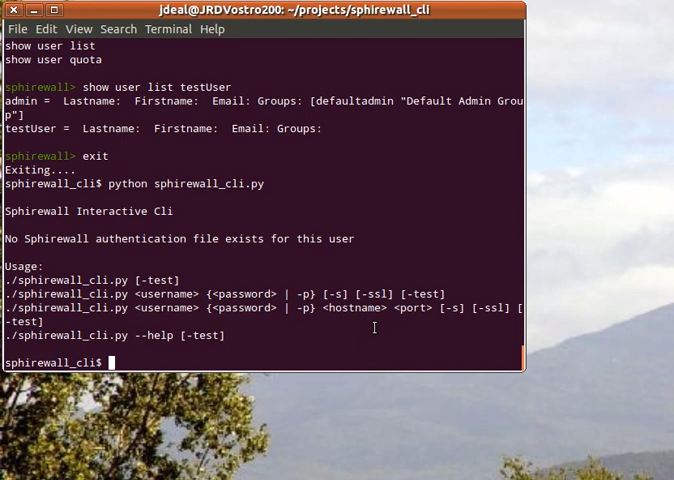 jdeal@JRDVostro200: ~/projects/sphirewall_cli
File Edit View Search Terminal Help
show user list
show user quota
sphirewall> show user list testUser
admin =  Lastname:  Firstname:  Email: Groups: [defaultadmin "Default Admin Grou
p"]
testUser =  Lastname:  Firstname:  Email: Groups:
sphirewall> exit
Exiting....
sphirewall_cli$ python sphirewall_cli.py
Sphirewall Interactive Cli
No Sphirewall authentication file exists for this user
Usage:
./sphirewall_cli.py [-test]
./sphirewall_cli.py <username> {<password> | -p} [-s] [-ssl] [-test]
./sphirewall_cli.py <username> {<password> | -p} <hostname> <port> [-s] [-ssl] [
-test]
./sphirewall_cli.py --help [-test]
sphirewall_cli$